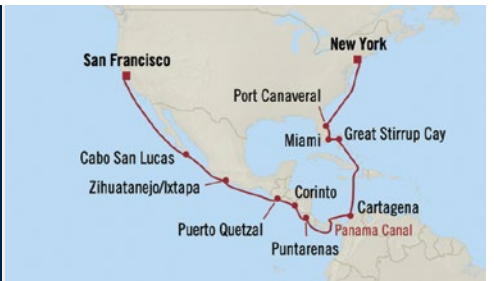 New York
San Francisco
Port Canaveral
Miami
Great Stirrup Cay
Cabo San Lucas
Zihuatanejo/Ixtapa
Corinto
Cartagena
Puerto Quetzal
Panama Canal
Puntarenas